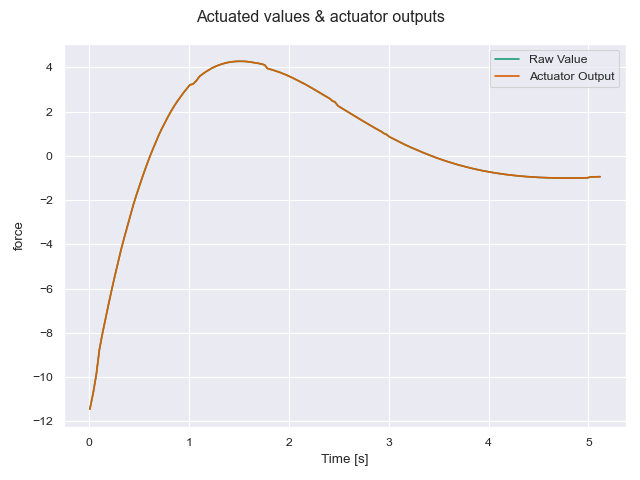 Actuated values & actuator outputs
Raw Value
Actuator Output
4
2
0
−2
−4
−6
−8
−10
−12
force
0 1 2 3 4 5
Time [s]